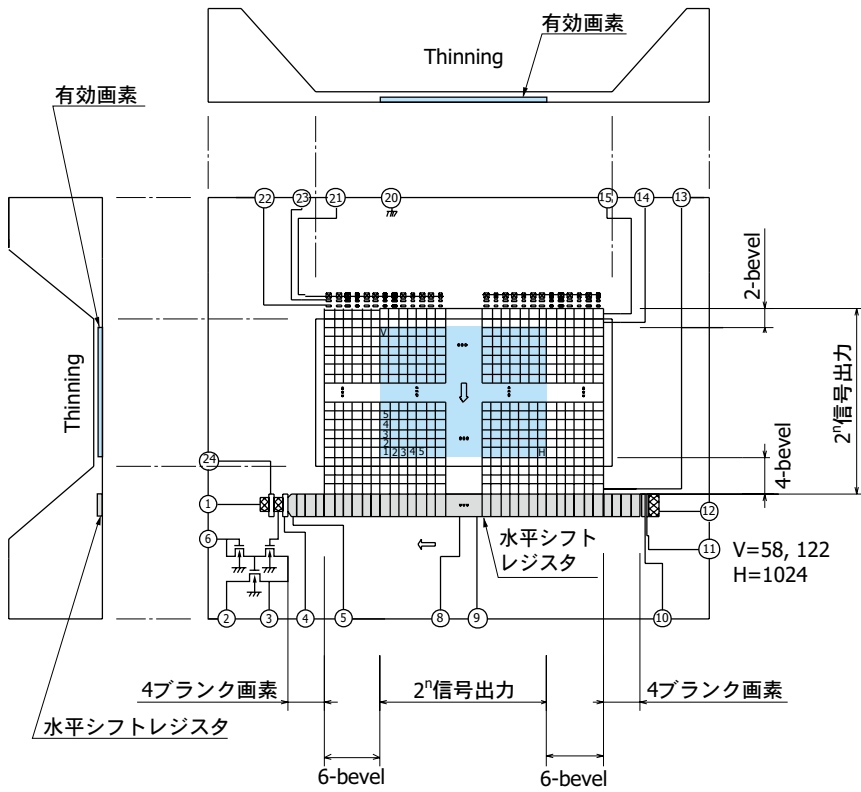 有効画素
Thinning
有効画素
22
23
21
20
15
14
13
2-bevel
V
Thinning
2ⁿ信号出力
5
4
3
2
1 2 3 4 5
H
4-bevel
24
1
12
6
水平シフト
レジスタ
11
V=58, 122
H=1024
2
3
4
5
8
9
10
4ブランク画素
2ⁿ信号出力
4ブランク画素
水平シフトレジスタ
6-bevel
6-bevel